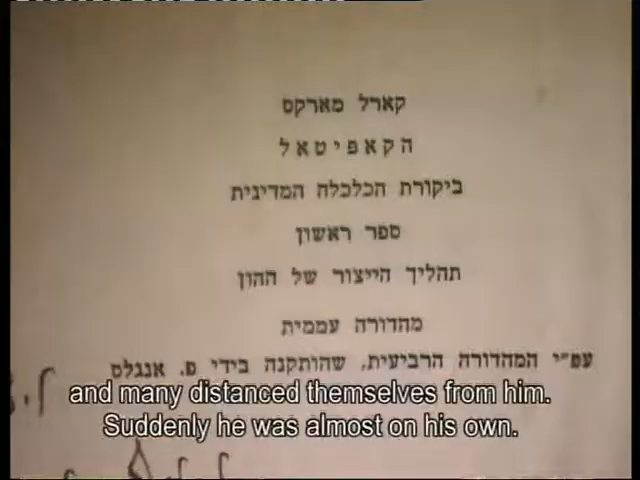 קארל מארקס
הקאפיטאל
ביקורת הכלכלה המדינית
ספר ראשון
תהליך הייצור של ההון
מהדורה עממית
עפ״י המהדורה הרביעית, שהותקנה בידי פ. אנגלס
and many distanced themselves from him.
Suddenly he was almost on his own.